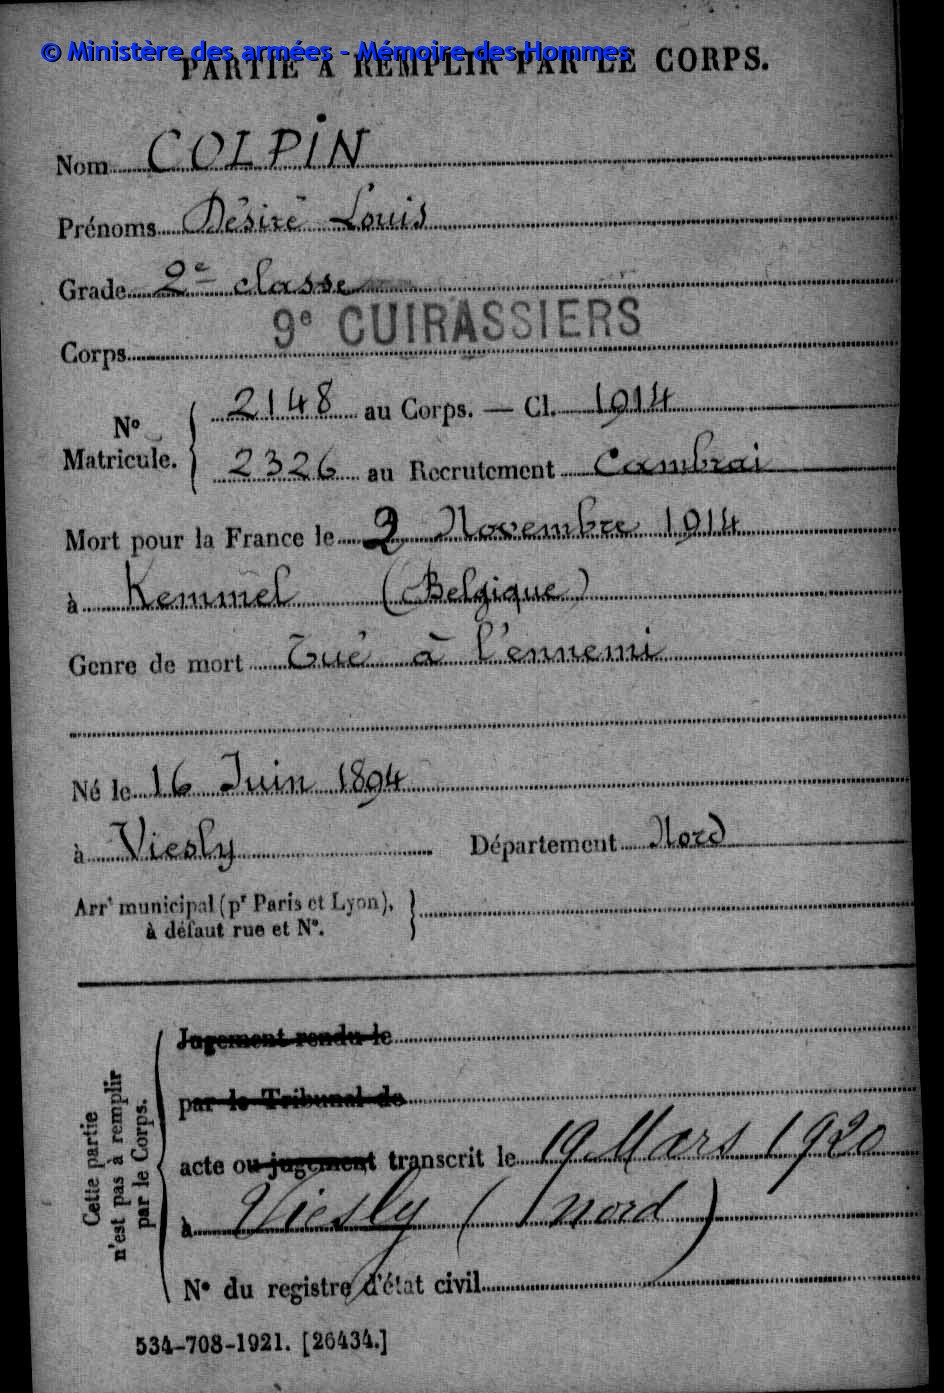 © Ministère des armées - Mémoire des Hommes
PARTIE À REMPLIR PAR LE CORPS.
Nom COLPIN
Prénoms Désiré Louis
Grade 2e classe
9e CUIRASSIERS
Corps
No Matricule. { 2148 au Corps. — Cl. 1914
2326 au Recrutement Cambrai
Mort pour la France le 2 Novembre 1914
à Kemmel (Belgique)
Genre de mort Tué à l'ennemi
Né le 16 Juin 1894
à Viesly Département Nord
Arrt municipal (pr Paris et Lyon),
à défaut rue et No.
Cette partie
n'est pas à remplir
par le Corps.
Jugement rendu le
par le Tribunal de
acte ou jugement transcrit le 19 Mars 1920
à Viesly (Nord)
No du registre d'état civil
534-708-1921. [26434.]